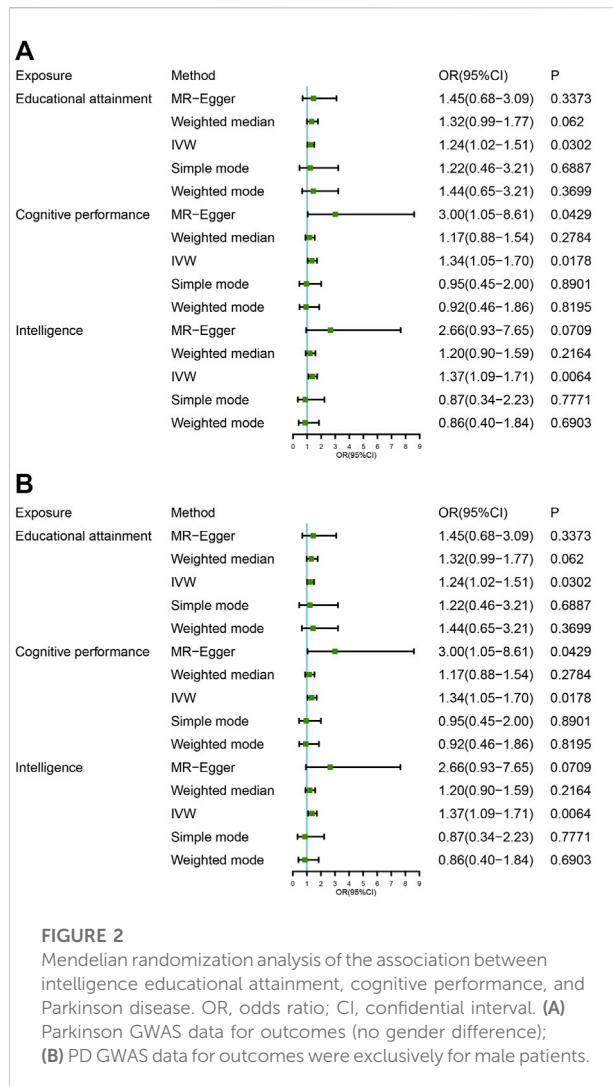 A
Exposure Method OR(95%CI) P
Educational attainment MR−Egger 1.45(0.68−3.09) 0.3373
Weighted median 1.32(0.99−1.77) 0.062
IVW 1.24(1.02−1.51) 0.0302
Simple mode 1.22(0.46−3.21) 0.6887
Weighted mode 1.44(0.65−3.21) 0.3699
Cognitive performance MR−Egger 3.00(1.05−8.61) 0.0429
Weighted median 1.17(0.88−1.54) 0.2784
IVW 1.34(1.05−1.70) 0.0178
Simple mode 0.95(0.45−2.00) 0.8901
Weighted mode 0.92(0.46−1.86) 0.8195
Intelligence MR−Egger 2.66(0.93−7.65) 0.0709
Weighted median 1.20(0.90−1.59) 0.2164
IVW 1.37(1.09−1.71) 0.0064
Simple mode 0.87(0.34−2.23) 0.7771
Weighted mode 0.86(0.40−1.84) 0.6903
0 1 2 3 4 5 6 7 8 9
OR(95%CI)
B
Exposure Method OR(95%CI) P
Educational attainment MR−Egger 1.45(0.68−3.09) 0.3373
Weighted median 1.32(0.99−1.77) 0.062
IVW 1.24(1.02−1.51) 0.0302
Simple mode 1.22(0.46−3.21) 0.6887
Weighted mode 1.44(0.65−3.21) 0.3699
Cognitive performance MR−Egger 3.00(1.05−8.61) 0.0429
Weighted median 1.17(0.88−1.54) 0.2784
IVW 1.34(1.05−1.70) 0.0178
Simple mode 0.95(0.45−2.00) 0.8901
Weighted mode 0.92(0.46−1.86) 0.8195
Intelligence MR−Egger 2.66(0.93−7.65) 0.0709
Weighted median 1.20(0.90−1.59) 0.2164
IVW 1.37(1.09−1.71) 0.0064
Simple mode 0.87(0.34−2.23) 0.7771
Weighted mode 0.86(0.40−1.84) 0.6903
0 1 2 3 4 5 6 7 8 9
OR(95%CI)
FIGURE 2
Mendelian randomization analysis of the association between
intelligence educational attainment, cognitive performance, and
Parkinson disease. OR, odds ratio; CI, confidential interval. (A)
Parkinson GWAS data for outcomes (no gender difference);
(B) PD GWAS data for outcomes were exclusively for male patients.